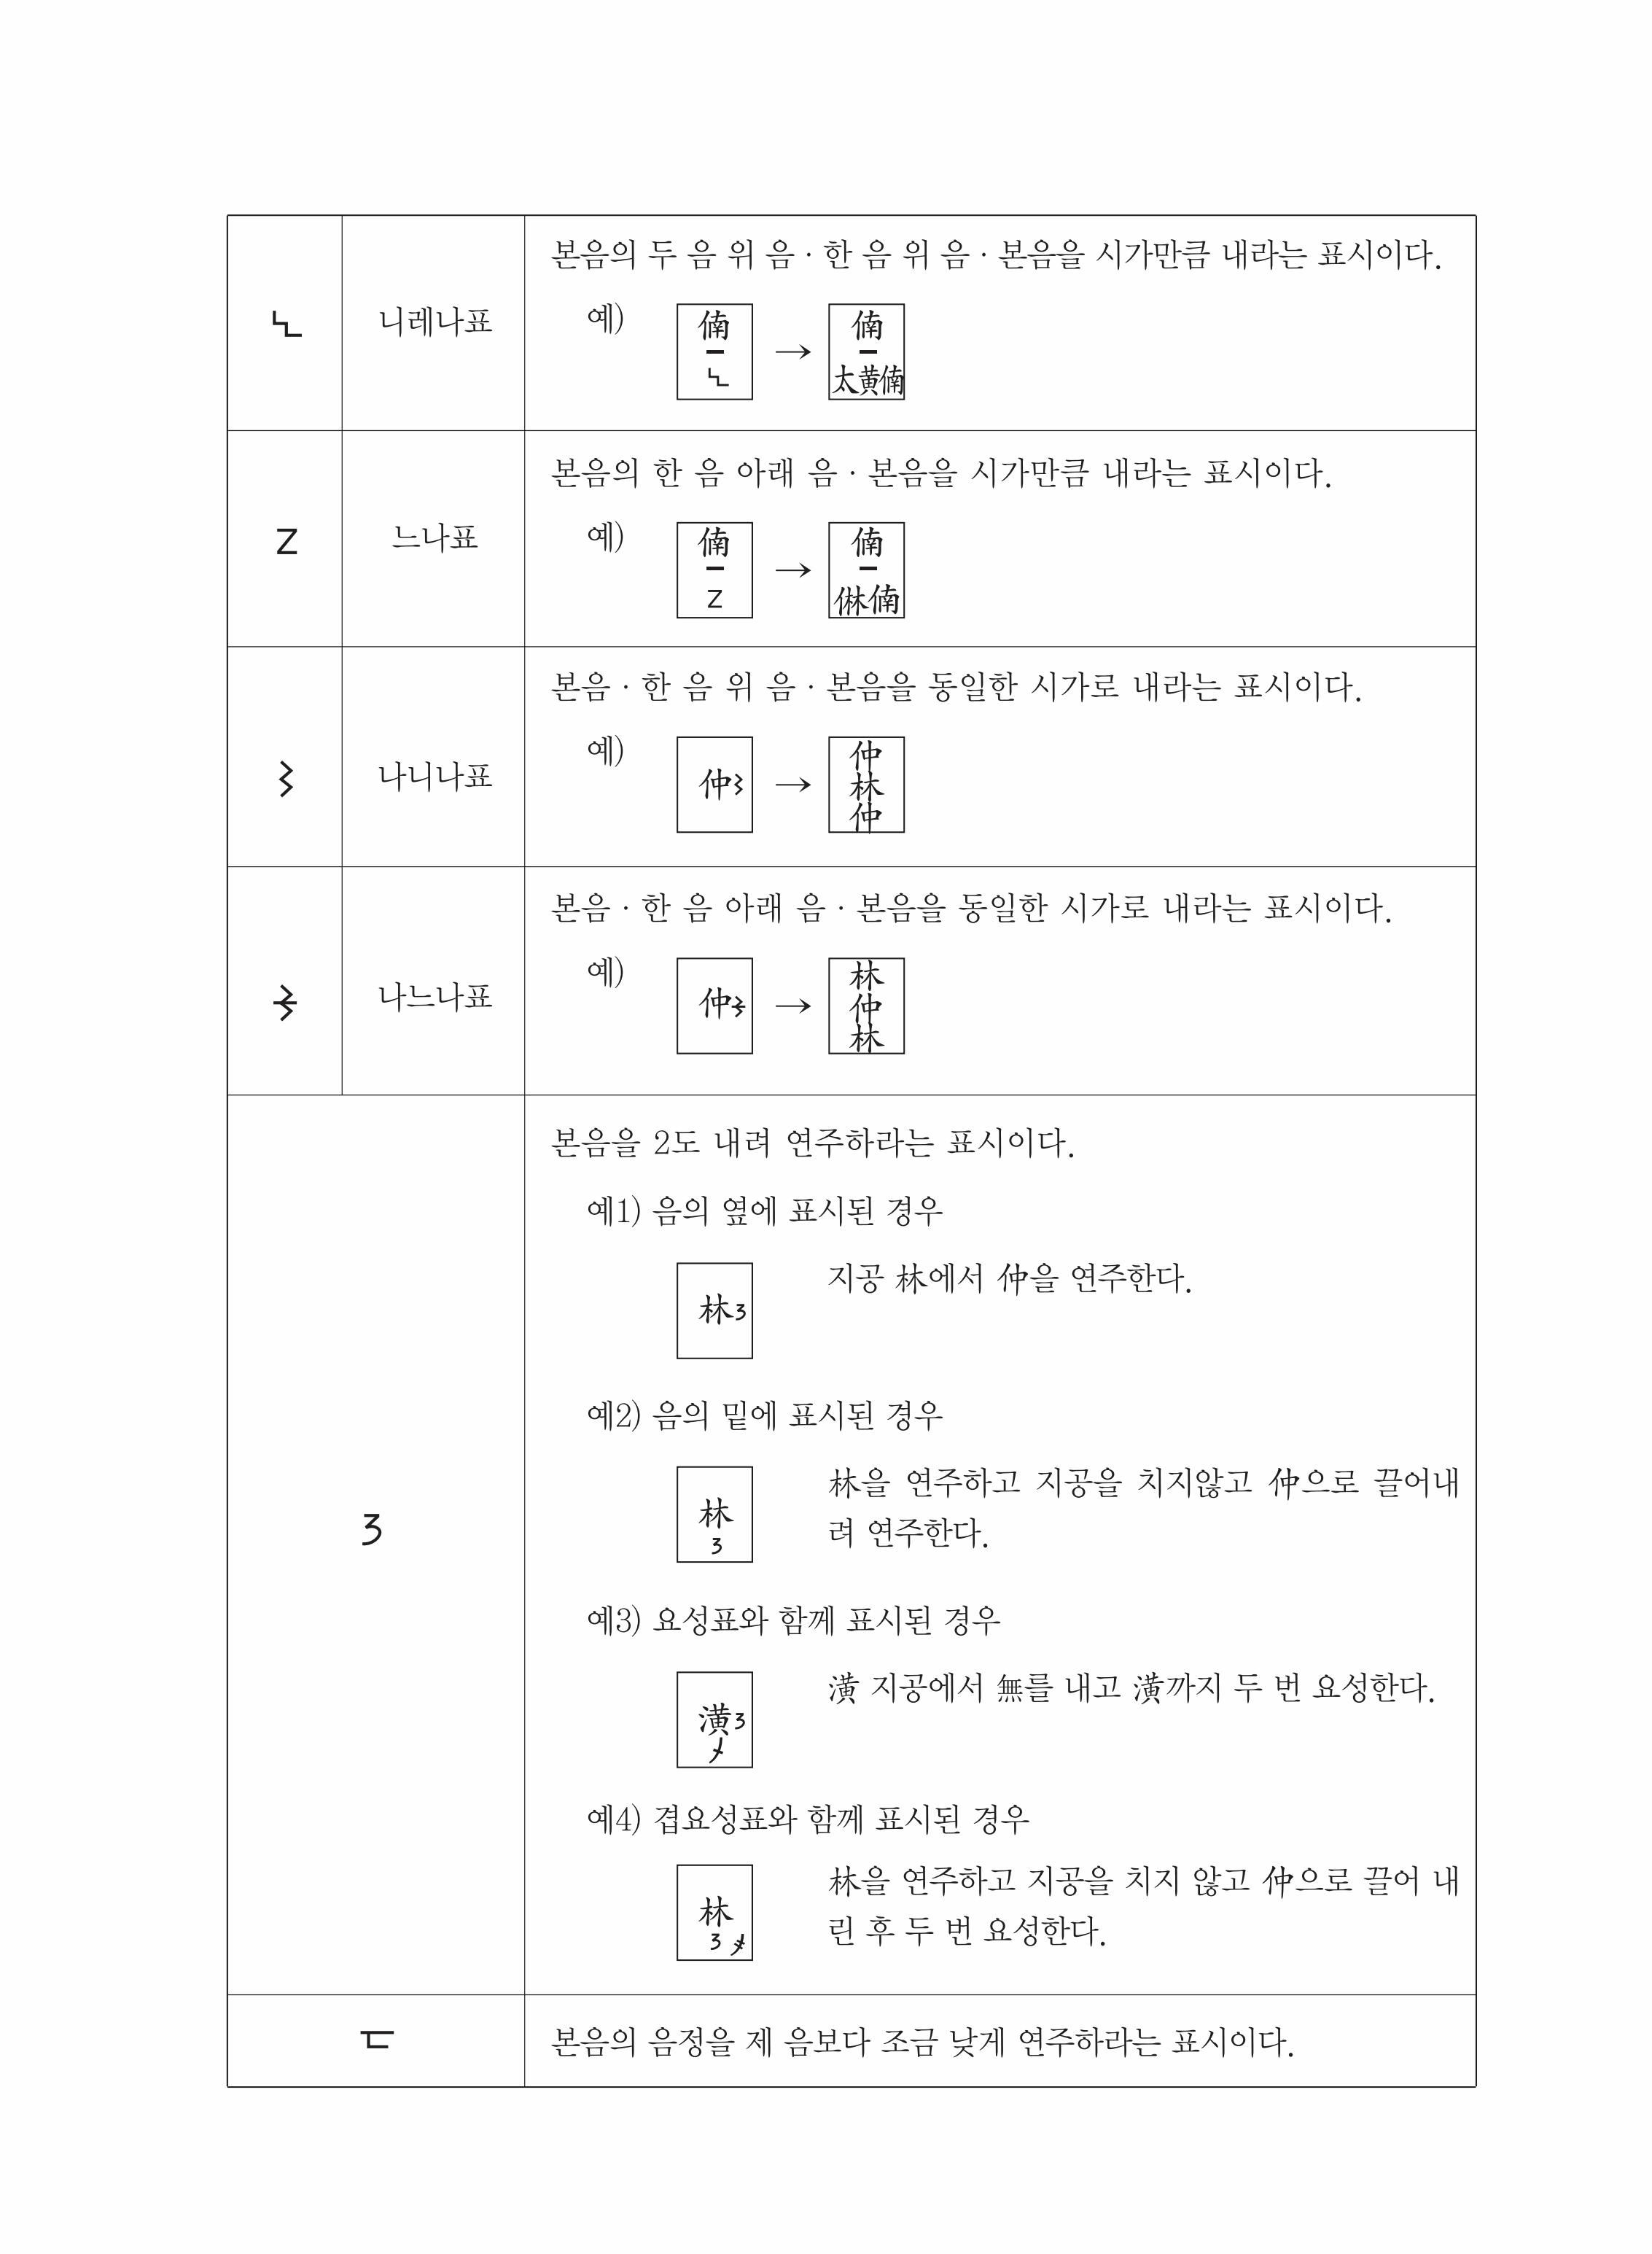 본음의 두 음 위 음 · 한 음 위 음 · 본음을 시가만큼 내라는 표시이다.
니레나표
예)
㑲 → 㑲
太黃㑲
본음의 한 음 아래 음 · 본음을 시가만큼 내라는 표시이다.
Z 느나표
예)
㑲 → 㑲
Z 㑣㑲
본음 · 한 음 위 음 · 본음을 동일한 시가로 내라는 표시이다.
나니나표
예)
仲 → 仲
林
仲
본음 · 한 음 아래 음 · 본음을 동일한 시가로 내라는 표시이다.
나느나표
예)
仲 → 林
仲
林
본음을 2도 내려 연주하라는 표시이다.
예1) 음의 옆에 표시된 경우
지공 林에서 仲을 연주한다.
林3
예2) 음의 밑에 표시된 경우
林을 연주하고 지공을 치지않고 仲으로 끌어내
려 연주한다.
林
3
3
예3) 요성표와 함께 표시된 경우
潢 지공에서 無를 내고 潢까지 두 번 요성한다.
潢3
예4) 겹요성표와 함께 표시된 경우
林을 연주하고 지공을 치지 않고 仲으로 끌어 내
린 후 두 번 요성한다.
林
3
본음의 음정을 제 음보다 조금 낮게 연주하라는 표시이다.